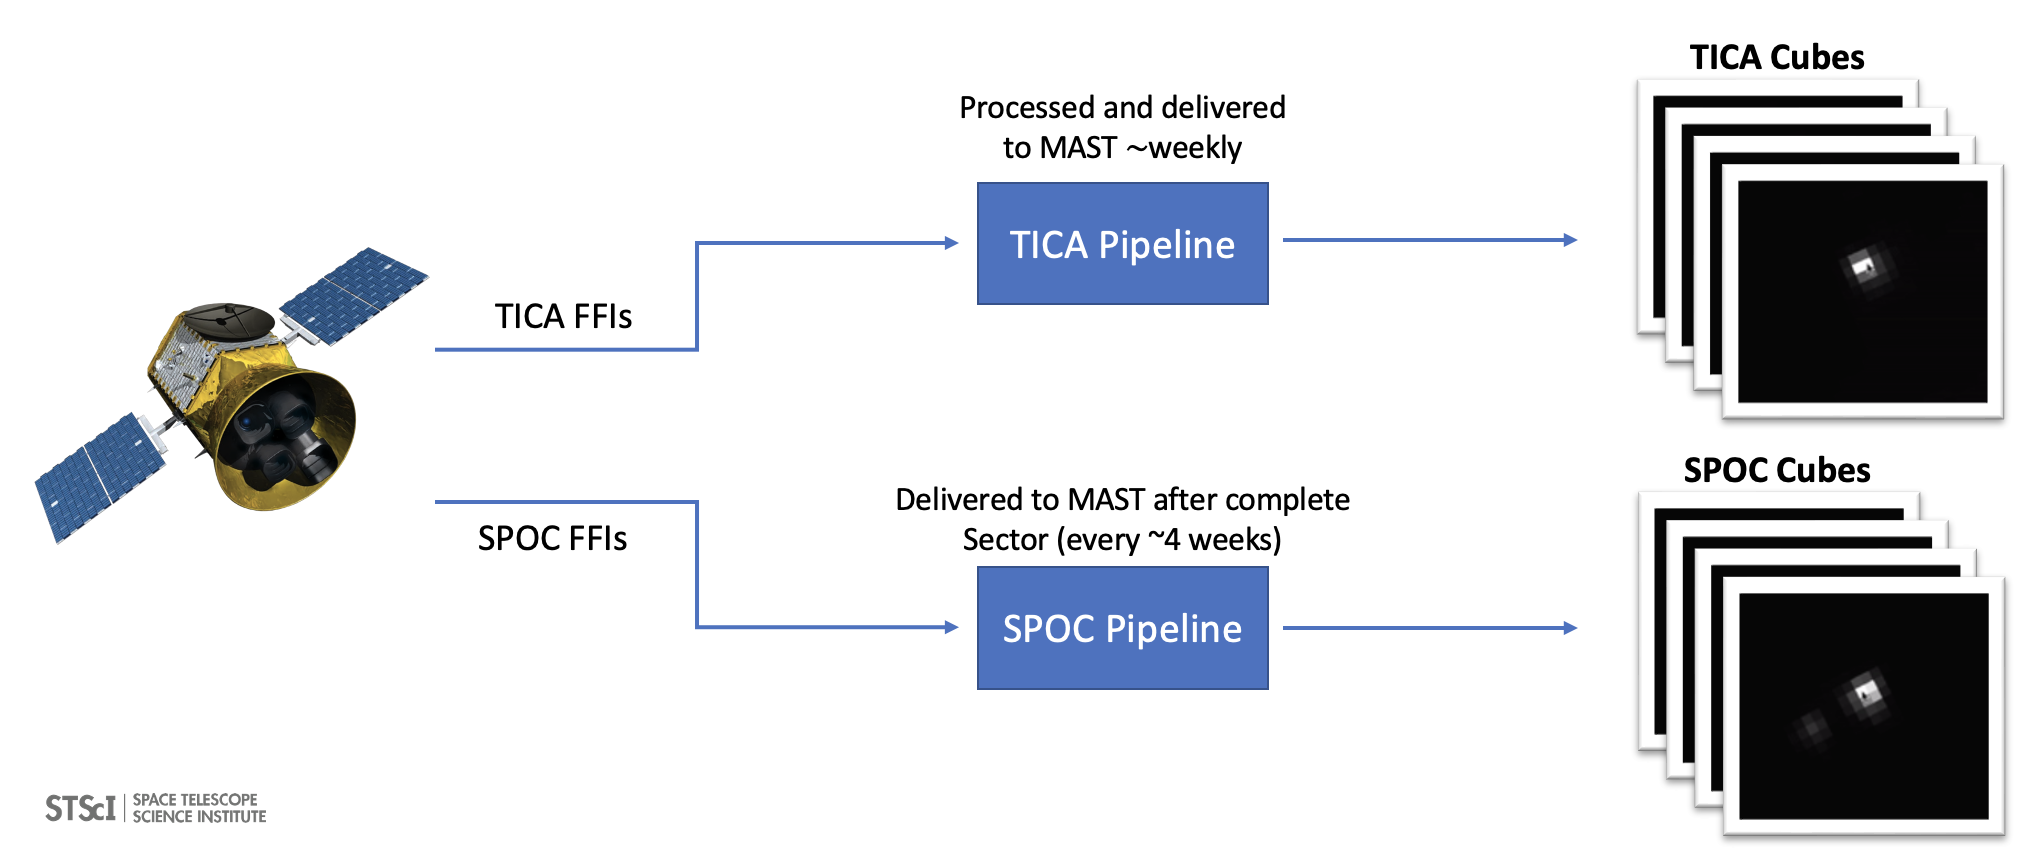 TICA Cubes
Processed and delivered
to MAST ~weekly
TICA Pipeline
TICA FFIs
SPOC Cubes
Delivered to MAST after complete
Sector (every ~4 weeks)
SPOC FFIs
SPOC Pipeline
STScI | SPACE TELESCOPE
SCIENCE INSTITUTE